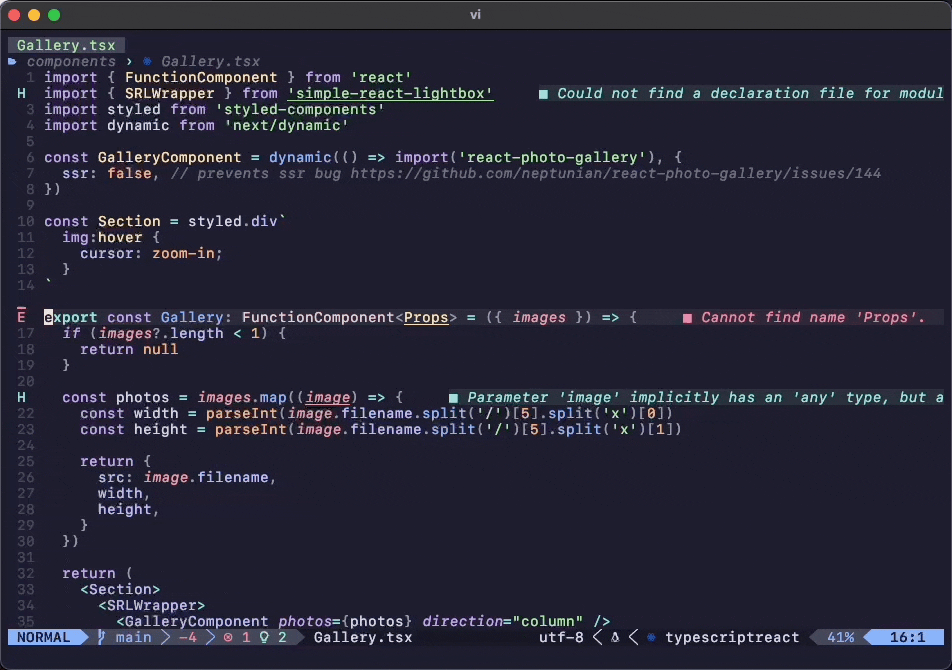 vi
Gallery.tsx
components › Gallery.tsx
1 import { FunctionComponent } from 'react'
H import { SRLWrapper } from 'simple-react-lightbox' ■ Could not find a declaration file for modul
3 import styled from 'styled-components'
4 import dynamic from 'next/dynamic'
5
6 const GalleryComponent = dynamic(() => import('react-photo-gallery'), {
7 ssr: false, // prevents ssr bug https://github.com/neptunian/react-photo-gallery/issues/144
8 })
9
10 const Section = styled.div`
11 img:hover {
12 cursor: zoom-in;
13 }
14 `
E export const Gallery: FunctionComponent<Props> = ({ images }) => { ■ Cannot find name 'Props'.
17 if (images?.length < 1) {
18 return null
19 }
20
H const photos = images.map((image) => { ■ Parameter 'image' implicitly has an 'any' type, but a
22 const width = parseInt(image.filename.split('/')[5].split('x')[0])
23 const height = parseInt(image.filename.split('/')[5].split('x')[1])
24
25 return {
26 src: image.filename,
27 width,
28 height,
29 }
30 })
31
32 return (
33 <Section>
34 <SRLWrapper>
35 <GalleryComponent photos={photos} direction="column" />
NORMAL main -4 1 2 Gallery.tsx utf-8 typescriptreact 41% 16:1